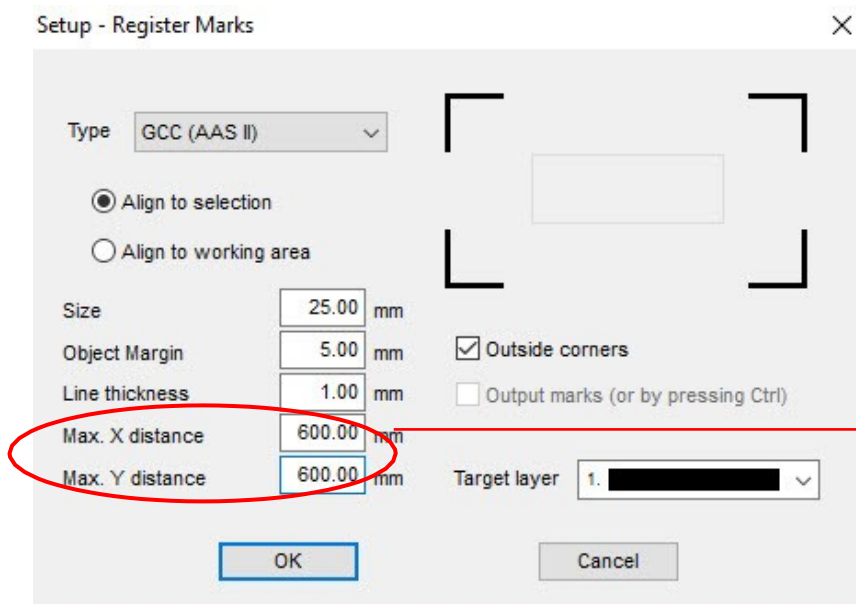 Setup - Register Marks
Type GCC (AAS II)
Align to selection
Align to working area
Size 25.00 mm
Object Margin 5.00 mm
Line thickness 1.00 mm
Max. X distance 600.00 mm
Max. Y distance 600.00 mm
Outside corners
Output marks (or by pressing Ctrl)
Target layer 1.
OK Cancel